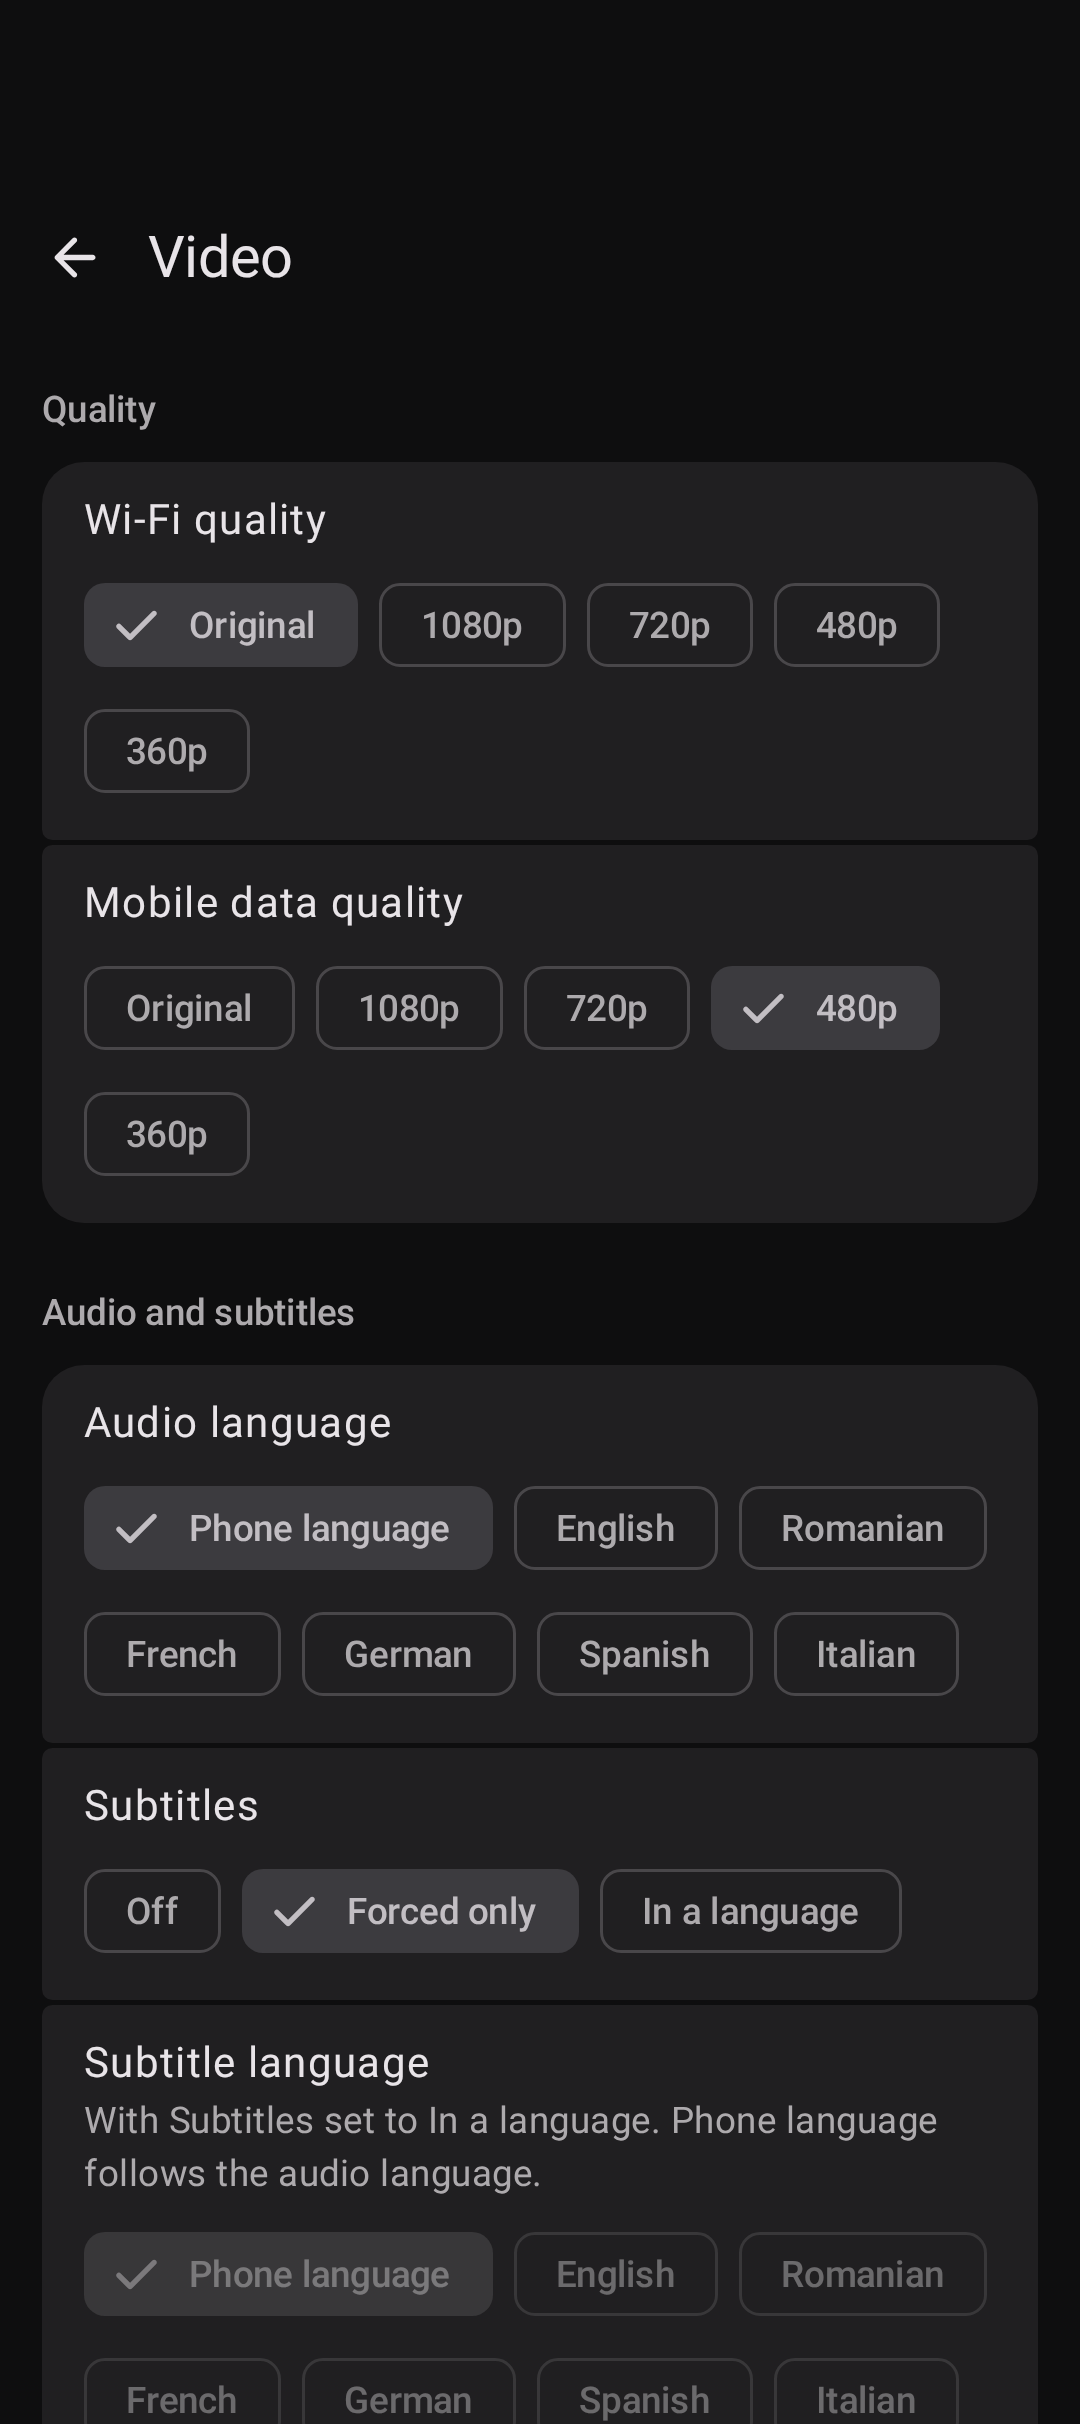 Video
Quality
Wi-Fi quality
Original 1080p 720p 480p
360p
Mobile data quality
Original 1080p 720p 480p
360p
Audio and subtitles
Audio language
Phone language English Romanian
French German Spanish Italian
Subtitles
Off Forced only In a language
Subtitle language
With Subtitles set to In a language. Phone language
follows the audio language.
Phone language English Romanian
French German Spanish Italian